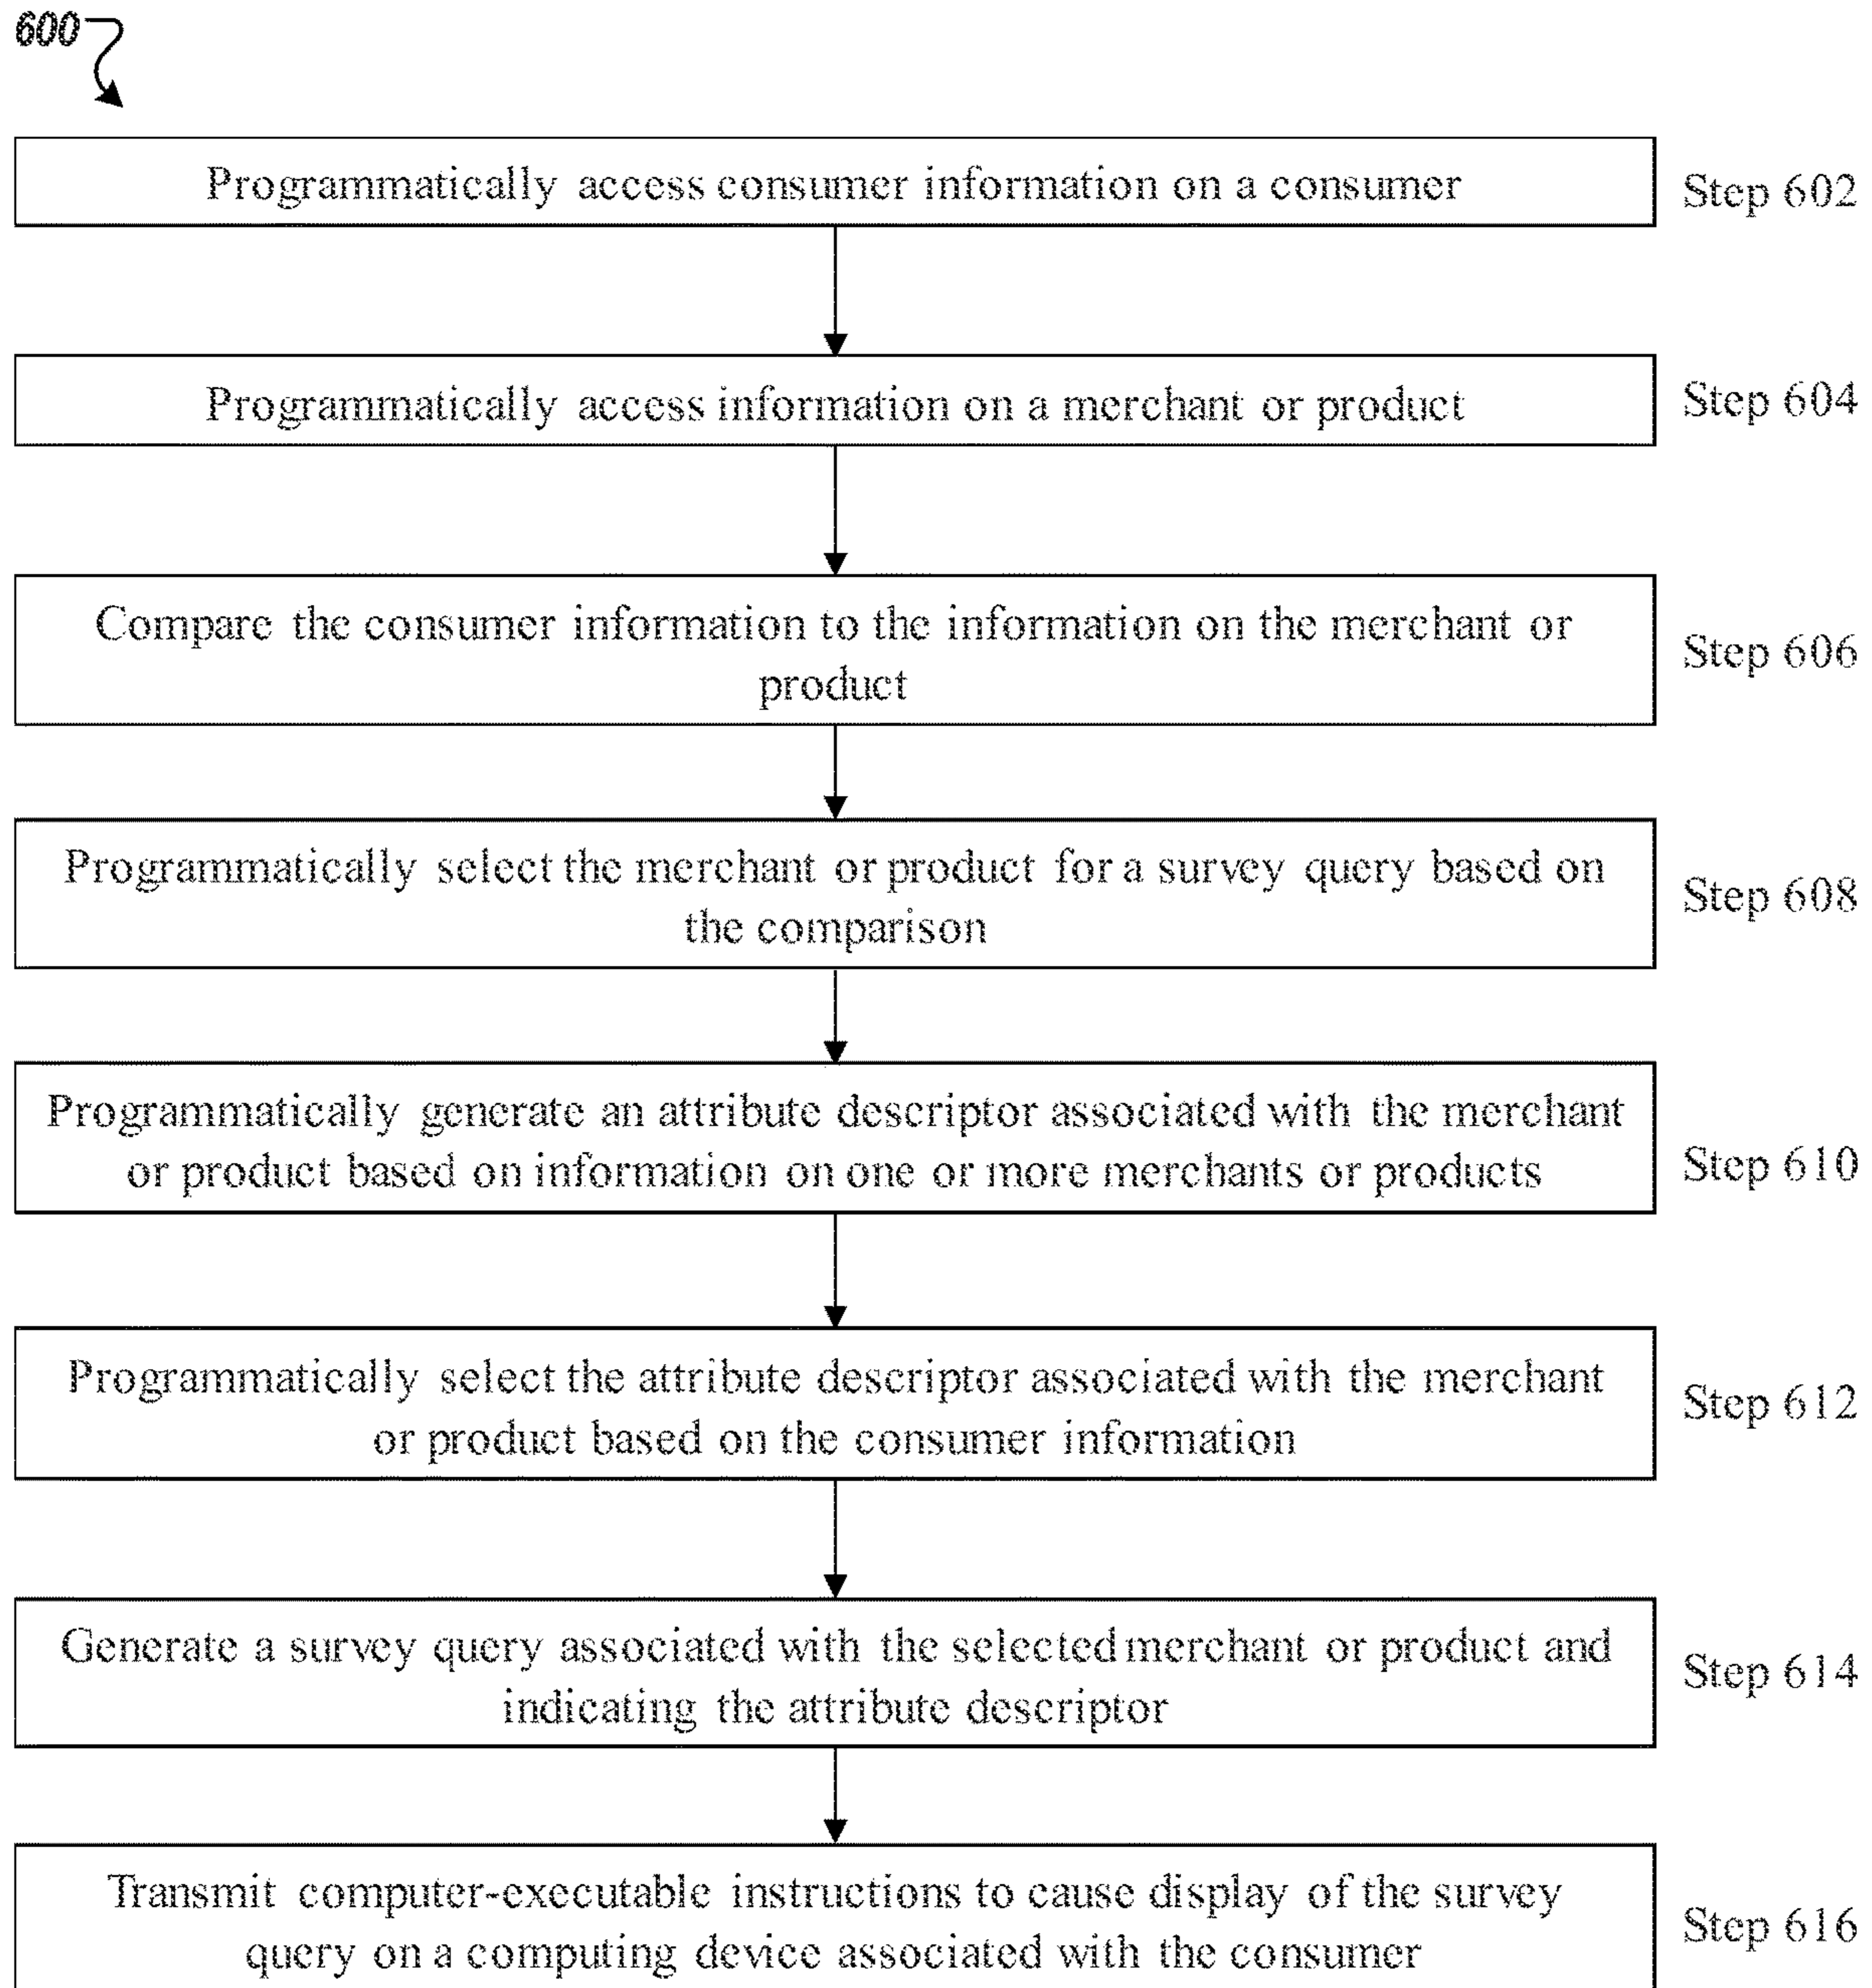 600
Programmatically access consumer information on a consumer
Step 602
Programmatically access information on a merchant or product
Step 604
Compare the consumer information to the information on the merchant or
product
Step 606
Programmatically select the merchant or product for a survey query based on
the comparison
Step 608
Programmatically generate an attribute descriptor associated with the merchant
or product based on information on one or more merchants or products
Step 610
Programmatically select the attribute descriptor associated with the merchant
or product based on the consumer information
Step 612
Generate a survey query associated with the selected merchant or product and
indicating the attribute descriptor
Step 614
Transmit computer-executable instructions to cause display of the survey
query on a computing device associated with the consumer
Step 616